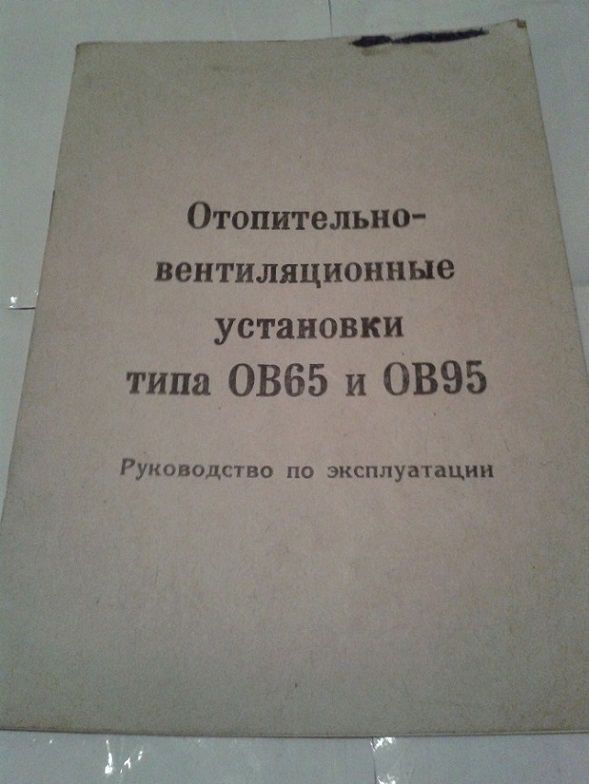 Отопительно-
вентиляционные
установки
типа ОВ65 и ОВ95
Руководство по эксплуатации